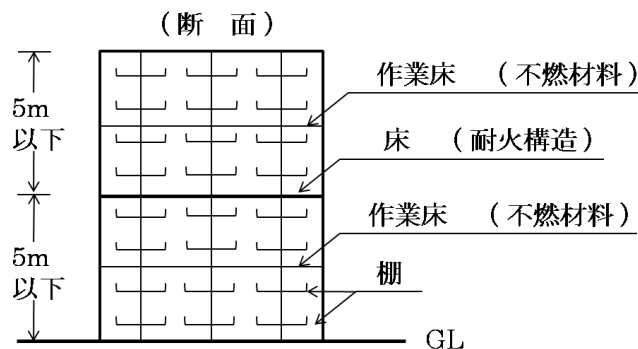 (断 面)
作業床 (不燃材料)
5m
以下
床 (耐火構造)
作業床 (不燃材料)
5m
以下
棚
GL